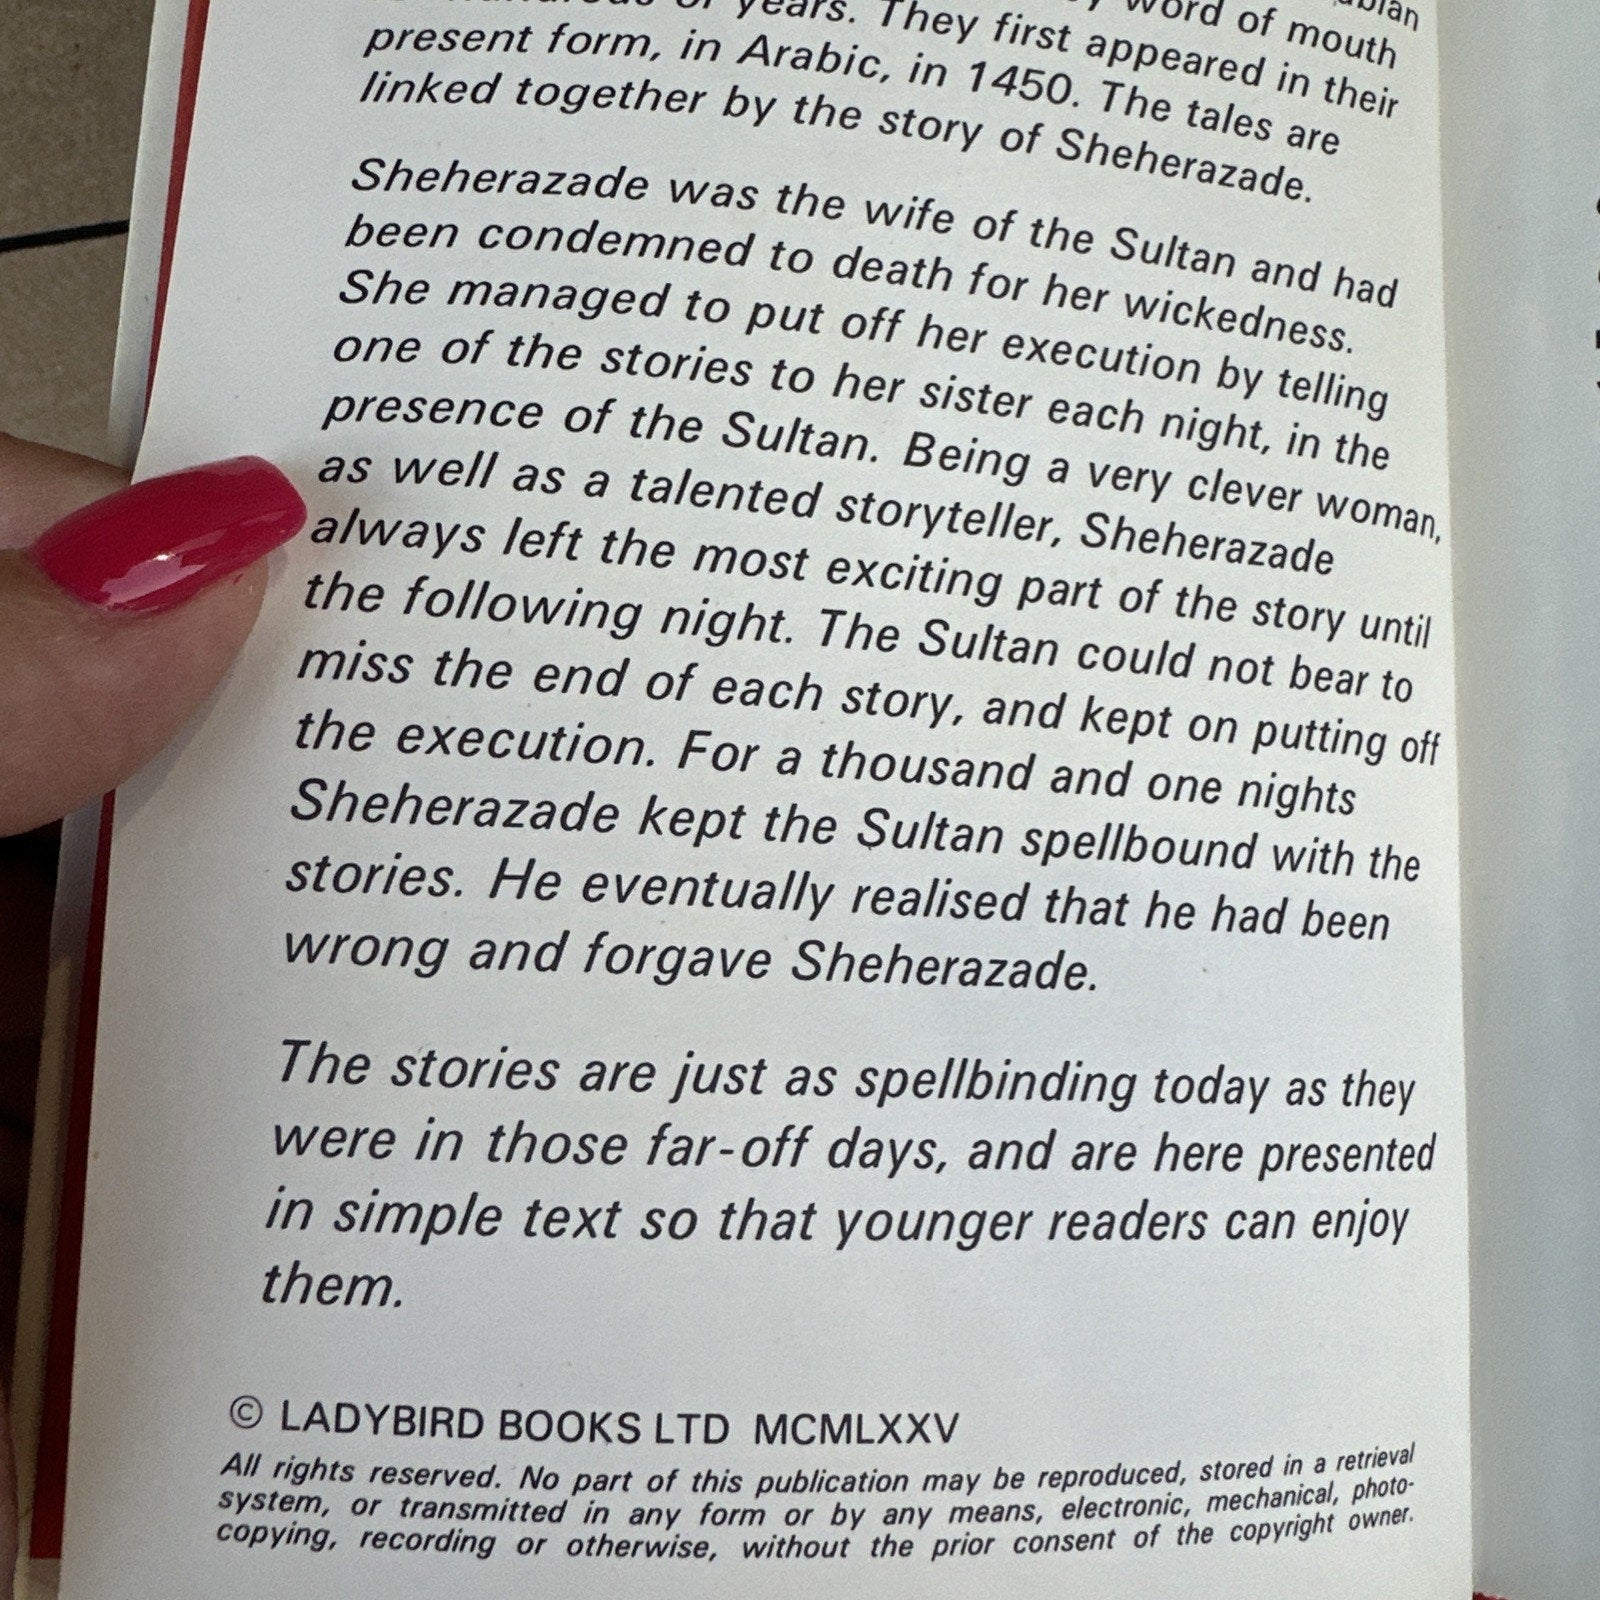 years. They first appeared in their
word of mouth
present form, in Arabic, in 1450. The tales are
linked together by the story of Sheherazade.
Sheherazade was the wife of the Sultan and had
been condemned to death for her wickedness.
She managed to put off her execution by telling
one of the stories to her sister each night, in the
presence of the Sultan. Being a very clever woman,
as well as a talented storyteller, Sheherazade
always left the most exciting part of the story until
the following night. The Sultan could not bear to
miss the end of each story, and kept on putting off
the execution. For a thousand and one nights
Sheherazade kept the Sultan spellbound with the
stories. He eventually realised that he had been
wrong and forgave Sheherazade.
The stories are just as spellbinding today as they
were in those far-off days, and are here presented
in simple text so that younger readers can enjoy
them.
© LADYBIRD BOOKS LTD MCMLXXV
All rights reserved. No part of this publication may be reproduced, stored in a retrieval
system, or transmitted in any form or by any means, electronic, mechanical, photo-
copying, recording or otherwise, without the prior consent of the copyright owner.